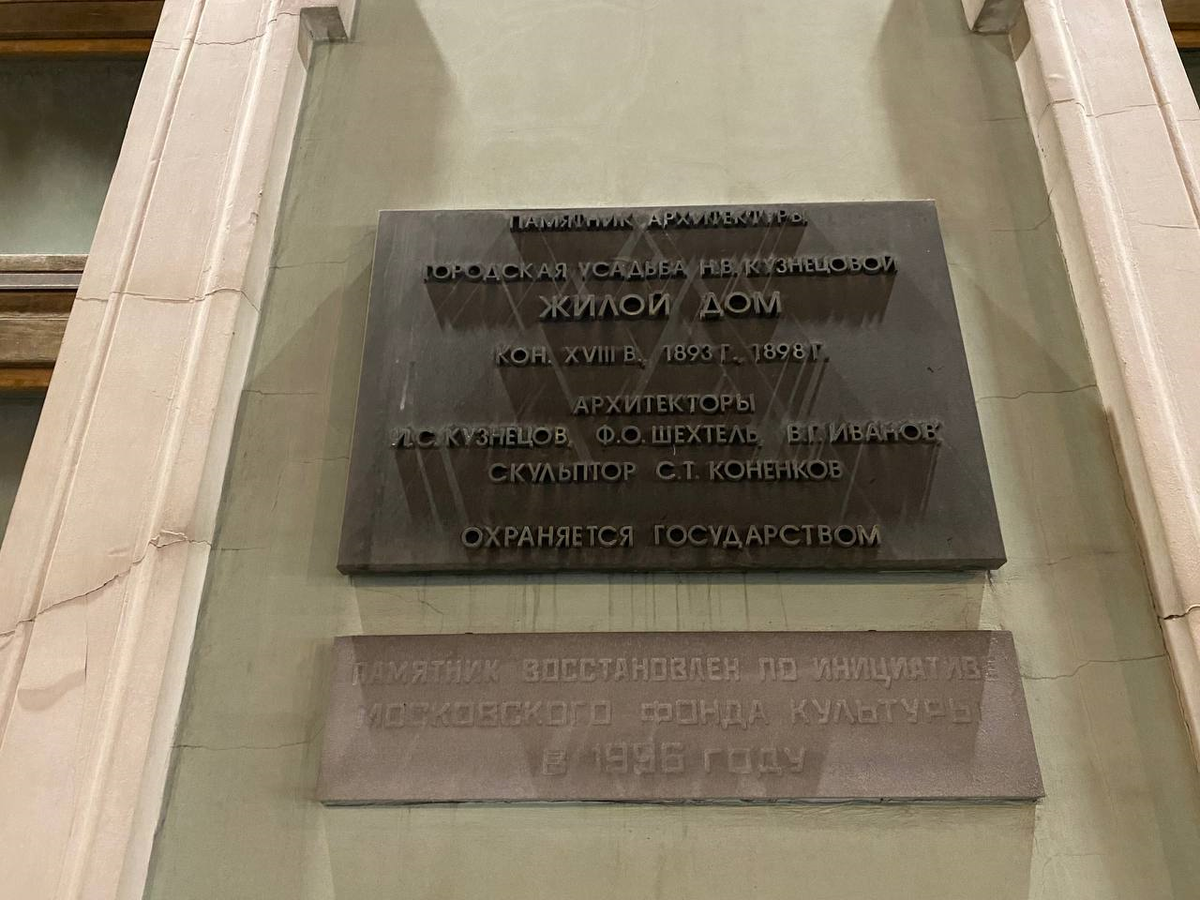 ПАМЯТНИК АРХИТЕКТУРЫ
ГОРОДСКАЯ УСАДЬБА Н.В. КУЗНЕЦОВОЙ
ЖИЛОЙ ДОМ
КОН. XVIII В., 1893 Г., 1898 Г.
АРХИТЕКТОРЫ
И.С. КУЗНЕЦОВ, Ф.О. ШЕХТЕЛЬ, В.Г. ИВАНОВ,
СКУЛЬПТОР С.Т. КОНЕНКОВ
ОХРАНЯЕТСЯ ГОСУДАРСТВОМ
ПАМЯТНИК ВОССТАНОВЛЕН ПО ИНИЦИАТИВЕ
МОСКОВСКОГО ФОНДА КУЛЬТУРЫ
В 1996 ГОДУ